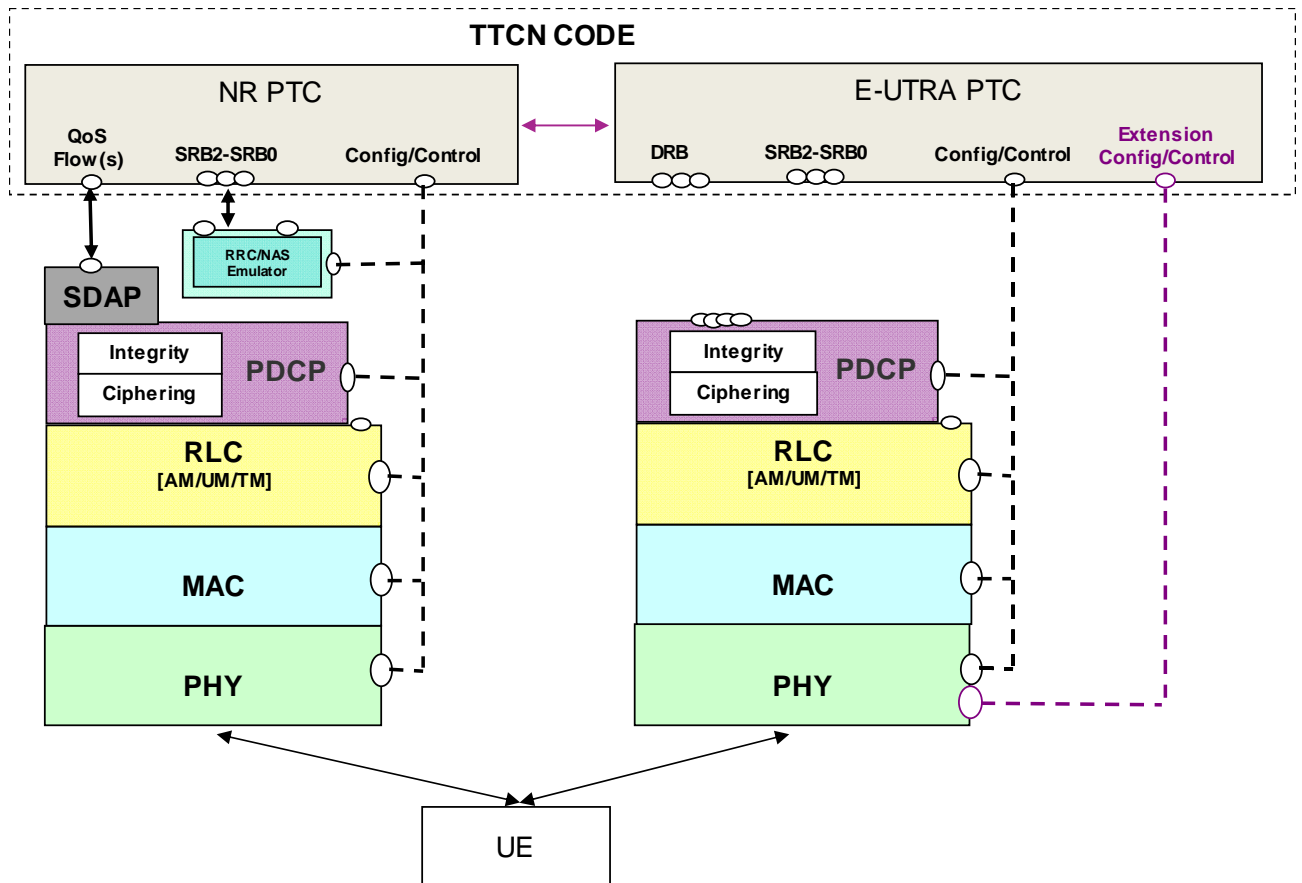 TTCN CODE
NR PTC
E-UTRA PTC
QoS
Flow(s)
SRB2-SRB0
Config/Control
DRB
SRB2-SRB0
Config/Control
Extension
Config/Control
RRC/NAS
Emulator
SDAP
Integrity
Ciphering
PDCP
Integrity
Ciphering
PDCP
RLC
[AM/UM/TM]
RLC
[AM/UM/TM]
MAC
MAC
PHY
PHY
UE